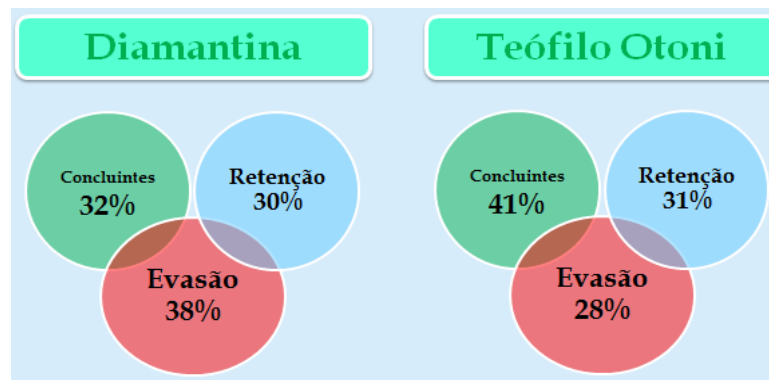 Diamantina
Concluintes
32%
Retenção
30%
Evasão
38%
Teófilo Otoni
Concluintes
41%
Retenção
31%
Evasão
28%